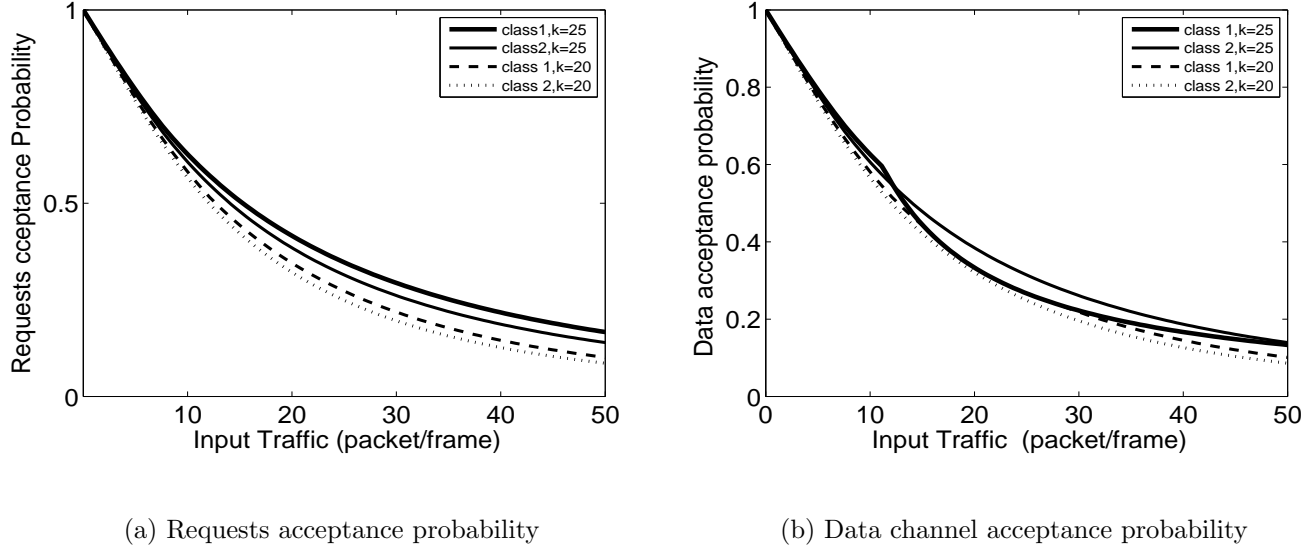 1
0.5
0
10
20
30
40
50
Requests cceptance Probability
Input Traffic (packet/frame)
class1,k=25
class2,k=25
class 1,k=20
class 2,k=20
(a) Requests acceptance probability
1
0.8
0.6
0.4
0.2
0
0
10
20
30
40
50
Data acceptance probability
Input Traffic (packet/frame)
class 1,k=25
class 2,k=25
class 1,k=20
class 2,k=20
(b) Data channel acceptance probability